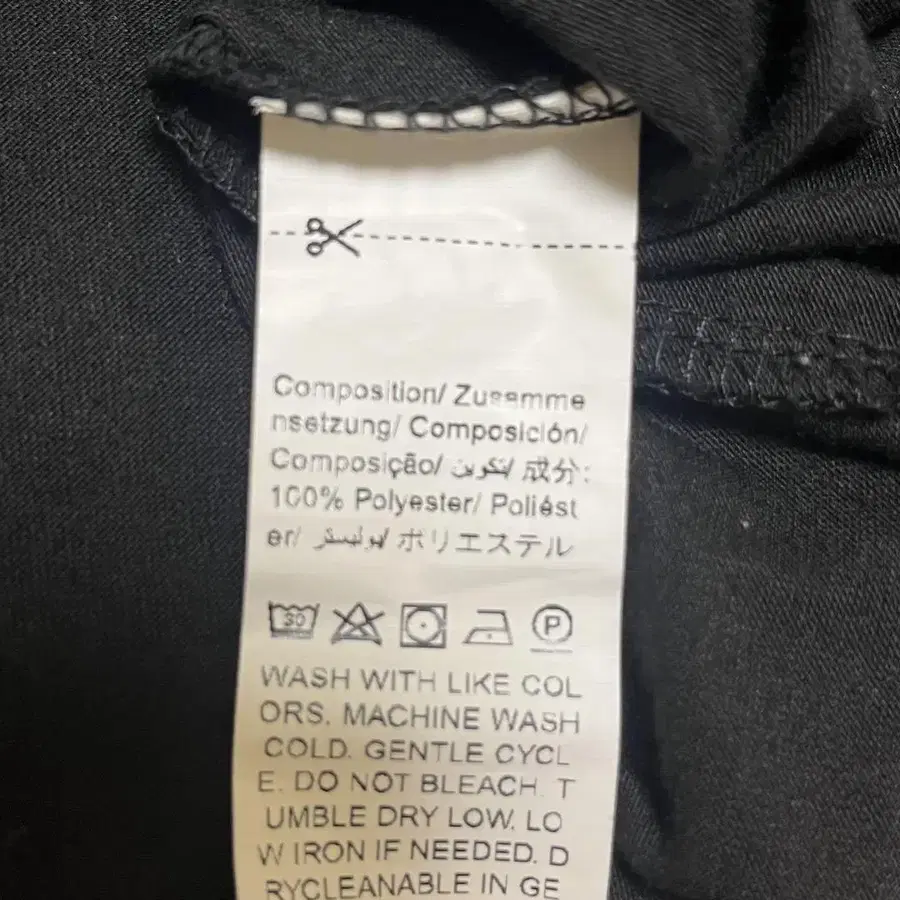 Composition/ Zusamme
nsetzung/ Composición/
Composição/ تكوين/ 成分:
100% Polyester/ Poliést
er/ بوليستر/ ポリエステル
30 P
WASH WITH LIKE COL
ORS. MACHINE WASH
COLD. GENTLE CYCL
E. DO NOT BLEACH. T
UMBLE DRY LOW. LO
W IRON IF NEEDED. D
RYCLEANABLE IN GE